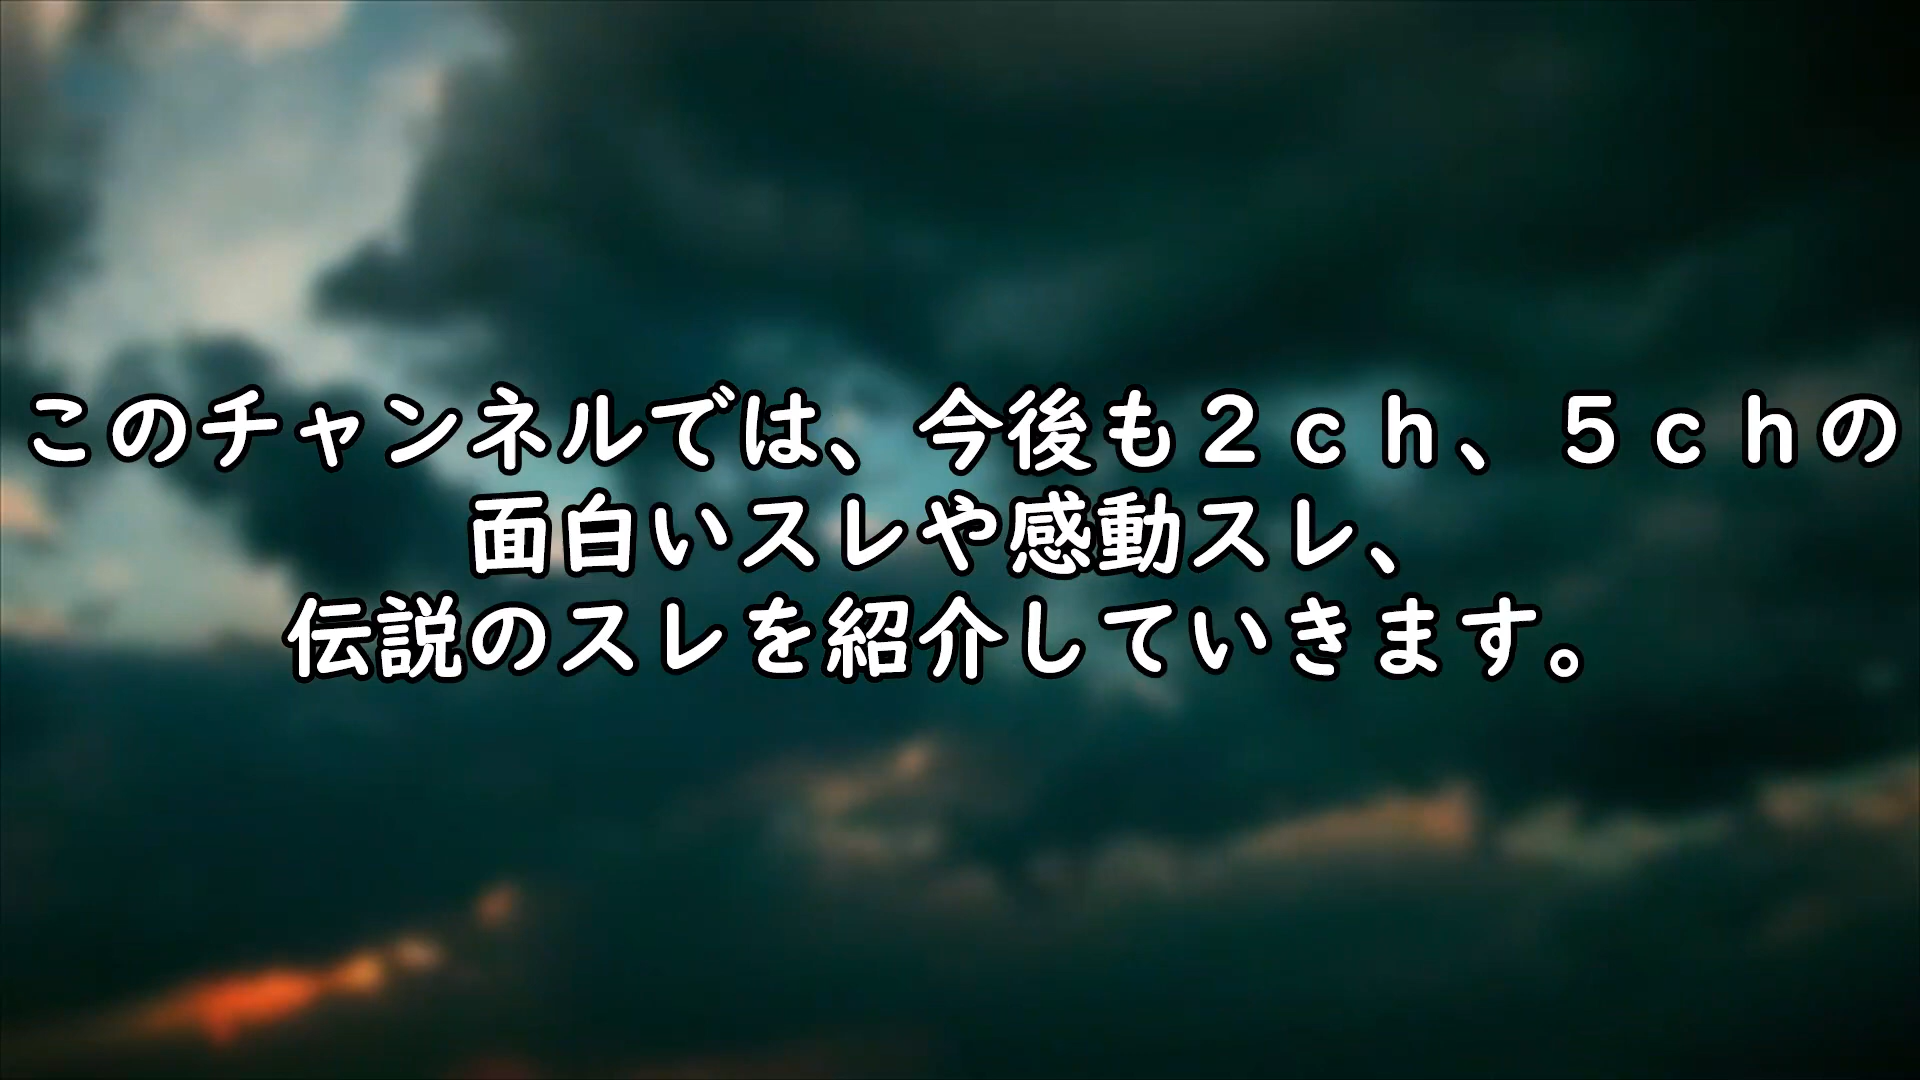 このチャンネルでは、今後も２ｃｈ、５ｃｈの
面白いスレや感動スレ、
伝説のスレを紹介していきます。